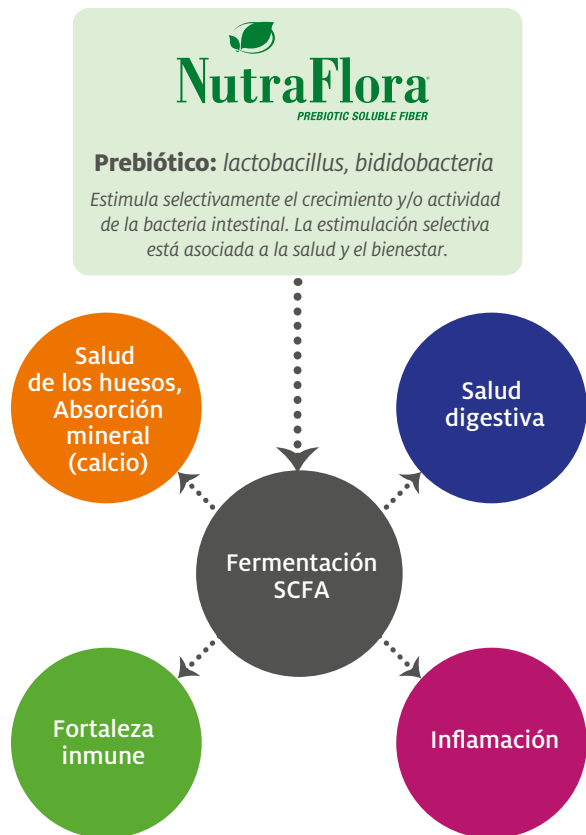 NutraFlora
PREBIOTIC SOLUBLE FIBER
Prebiótico: lactobacillus, bididobacteria
Estimula selectivamente el crecimiento y/o actividad
de la bacteria intestinal. La estimulación selectiva
está asociada a la salud y el bienestar.
Salud
de los huesos,
Absorción
mineral
(calcio)
Salud
digestiva
Fermentación
SCFA
Fortaleza
inmune
Inflamación